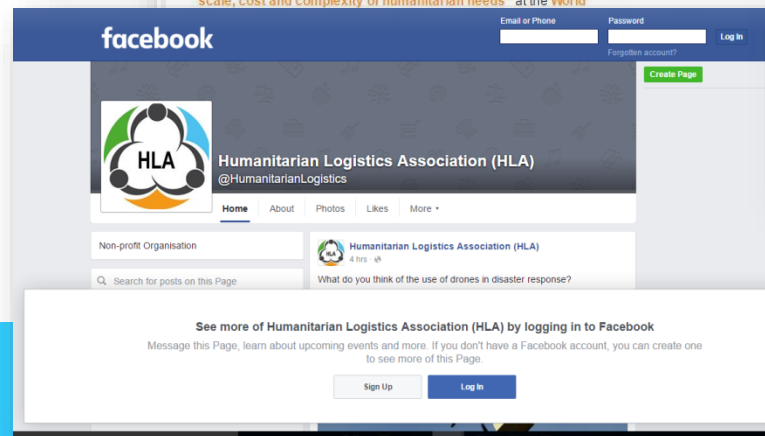 scale, cost and complexity of humanitarian needs" at the World
Email or Phone
Password
facebook
Log In
Forgotten account?
Create Page
HLA
Humanitarian Logistics Association (HLA)
@HumanitarianLogistics
Home
About
Photos
Likes
More
Non-profit Organisation
Humanitarian Logistics Association (HLA)
HLA
4 hrs ·
Search for posts on this Page
What do you think of the use of drones in disaster response?
See more of Humanitarian Logistics Association (HLA) by logging in to Facebook
Message this Page, learn about upcoming events and more. If you don't have a Facebook account, you can create one
to see more of this Page.
Sign Up
Log In